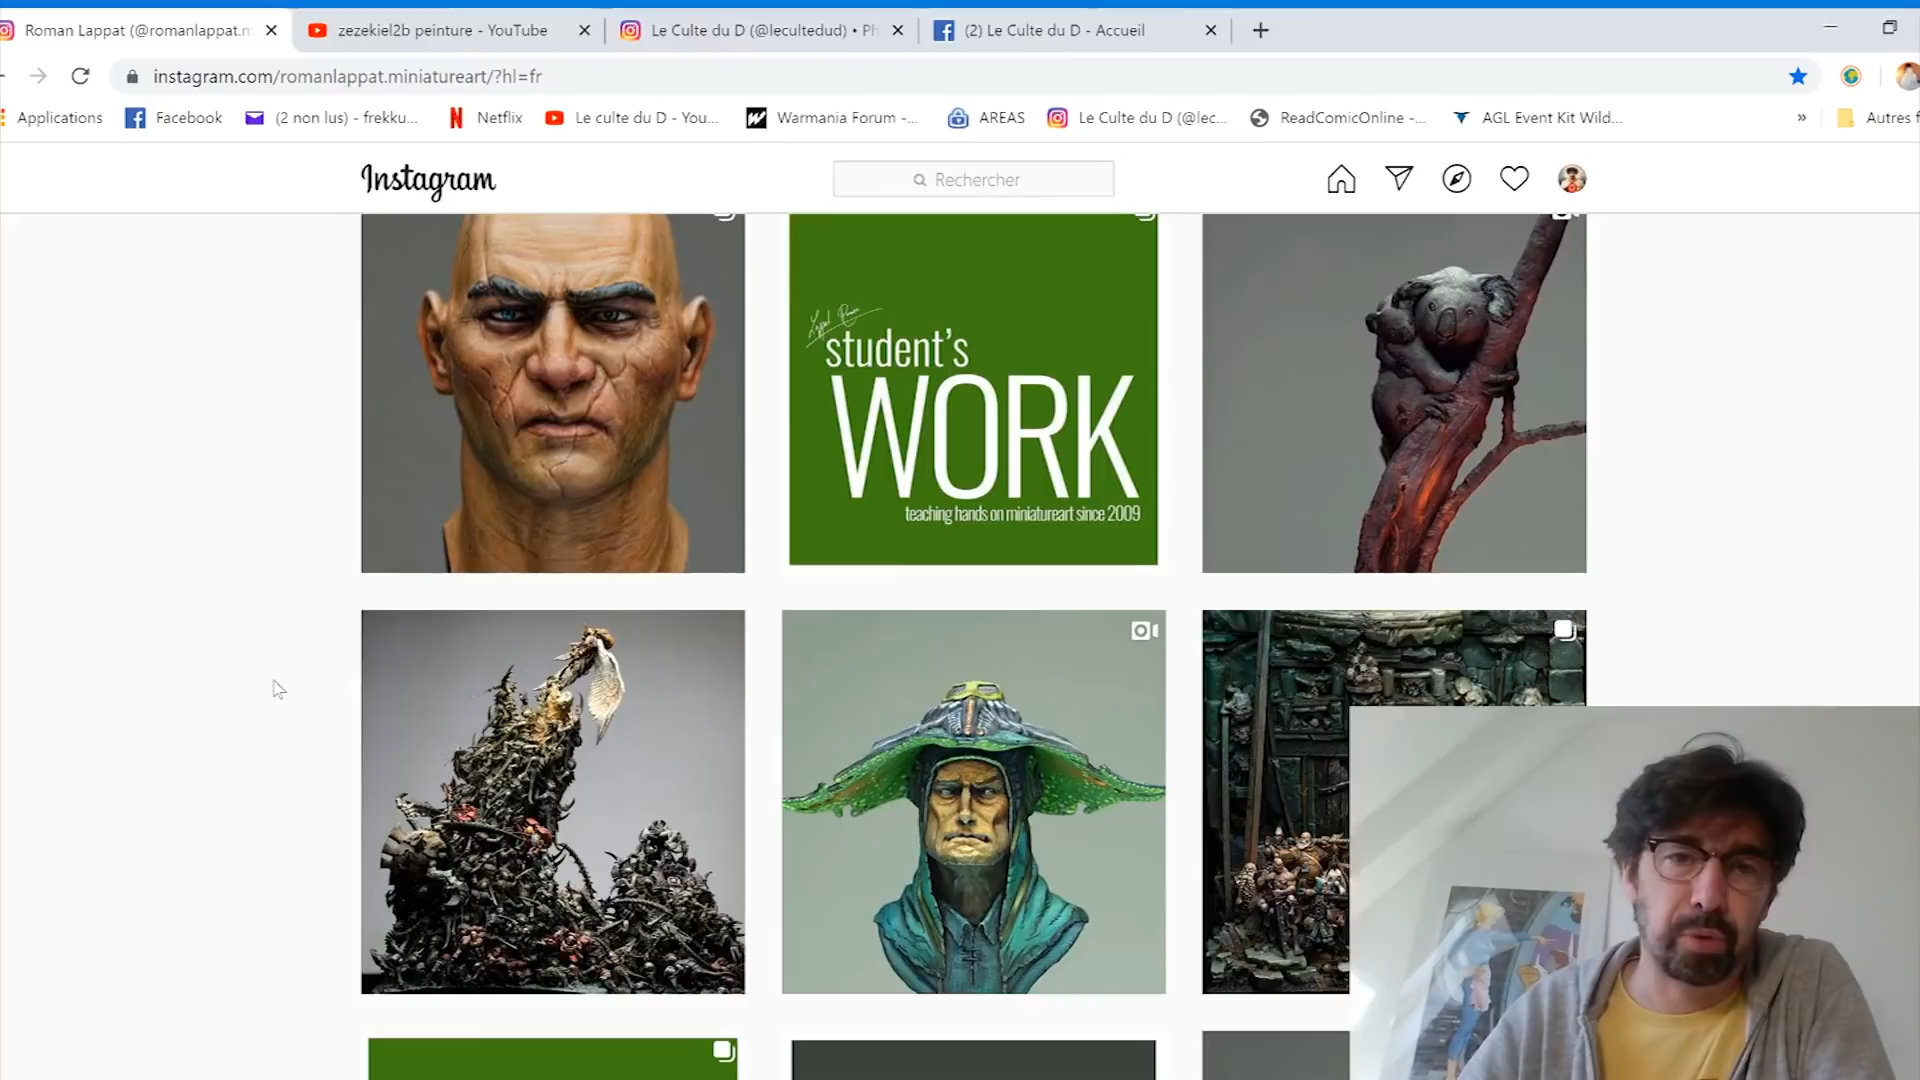 Roman Lappat (@romanlappat.m
zezekiel2b peinture - YouTube
Le Culte du D (@lecultedud) • Ph
(2) Le Culte du D - Accueil
instagram.com/romanlappat.miniatureart/?hl=fr
Applications
Facebook
(2 non lus) - frekku...
Netflix
Le culte du D - You...
Warmania Forum -...
AREAS
Le Culte du D (@lec...
ReadComicOnline -...
AGL Event Kit Wild...
»
Autres f
Instagram
Rechercher
student's
WORK
teaching hands on miniatureart since 2009